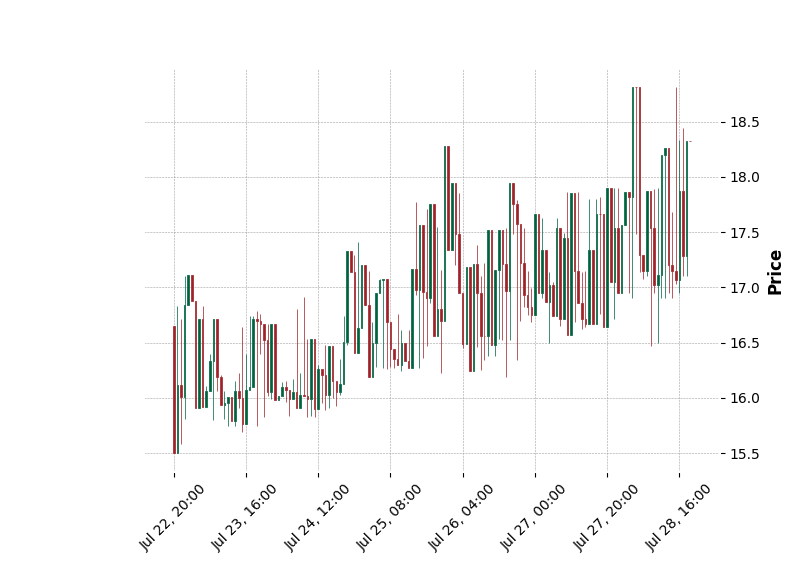 18.5
18.0
17.5
17.0
16.5
16.0
15.5
Price
Jul 22, 20:00
Jul 23, 16:00
Jul 24, 12:00
Jul 25, 08:00
Jul 26, 04:00
Jul 27, 00:00
Jul 27, 20:00
Jul 28, 16:00